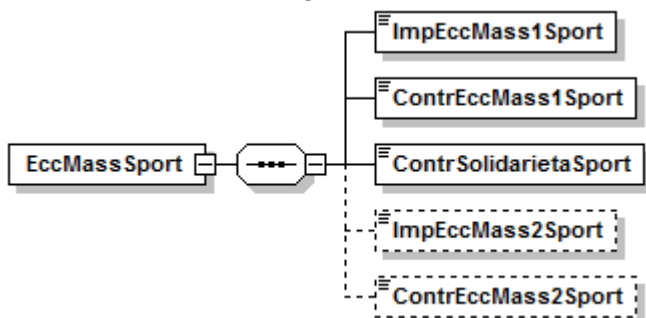 ImpEccMass1Sport
ContrEccMass1Sport
EccMassSport
ContrSolidarietaSport
ImpEccMass2Sport
ContrEccMass2Sport